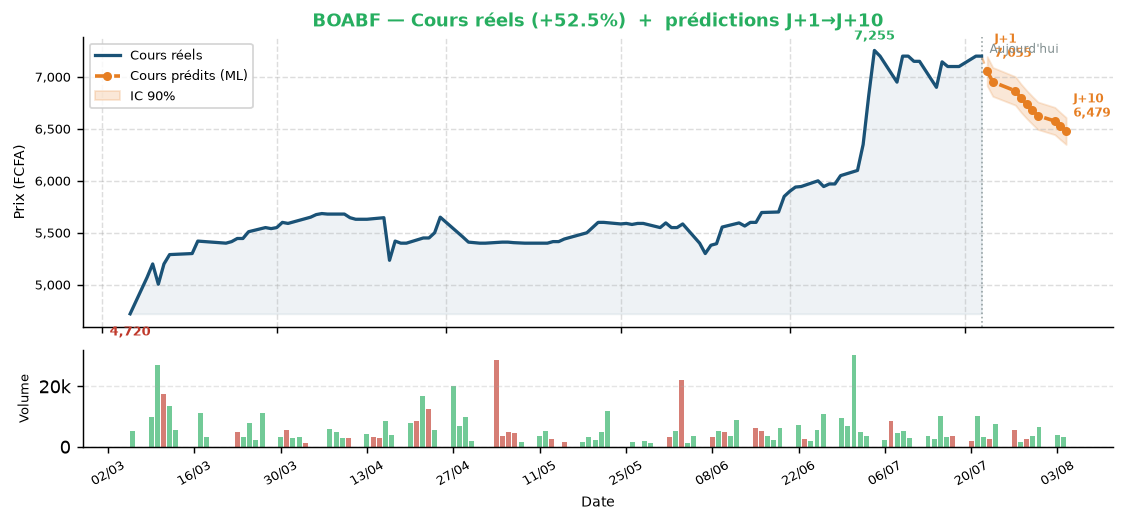 BOABF — Cours réels (+52.5%)  +  prédictions J+1→J+10
Cours réels
Cours prédits (ML)
IC 90%
7,255
J+1
7,055
Aujourd'hui
J+10
6,479
4,720
Prix (FCFA)
7,000
6,500
6,000
5,500
5,000
Volume
20k
0
02/03
16/03
30/03
13/04
27/04
11/05
25/05
08/06
22/06
06/07
20/07
03/08
Date